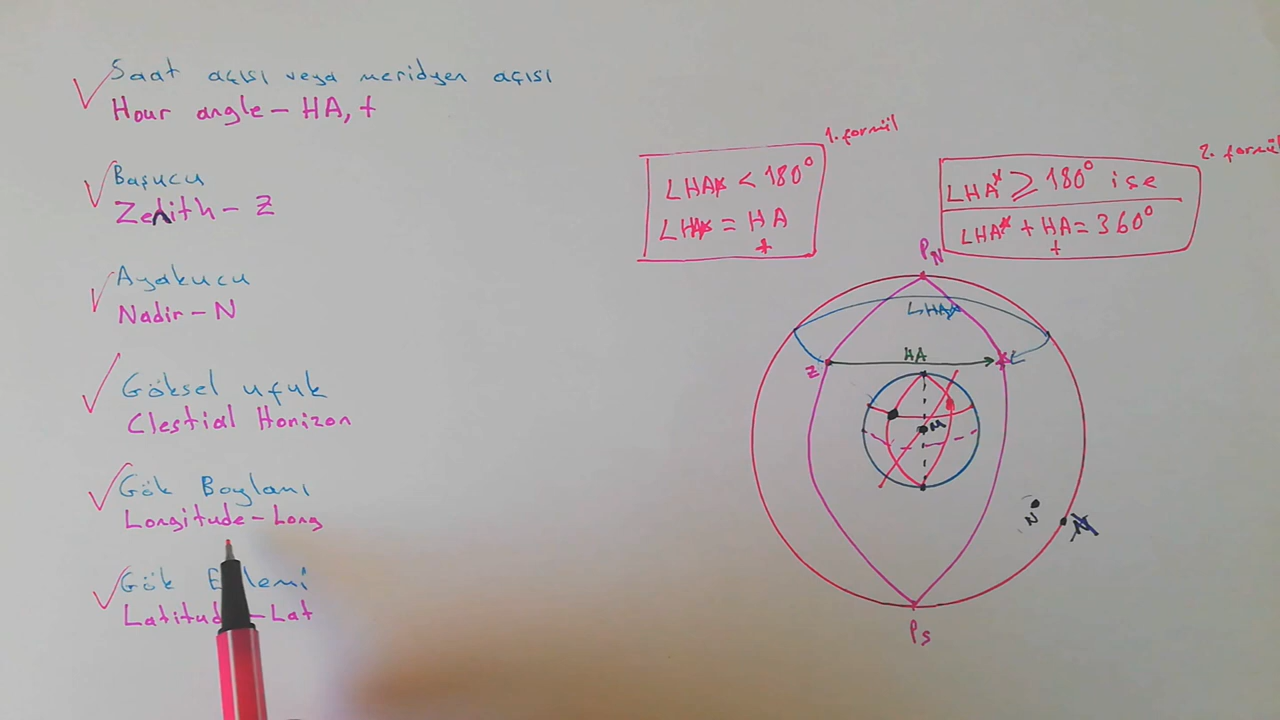 Saat açısı veya meridyen açısı
Hour angle - HA, t
Başucu
Zenith - Z
Ayakucu
Nadir - N
Göksel ufuk
Clestial Horizon
Gök Boylamı
Longitude - Long
Gök
Latitud - Lat
1. formül
LHA* < 180°
LHA* = HA
t
2. formül
LHA* ≥ 180° ise
LHA* + HA = 360°
t
PN
LHA*
HA
Z
M
N
N
Ps